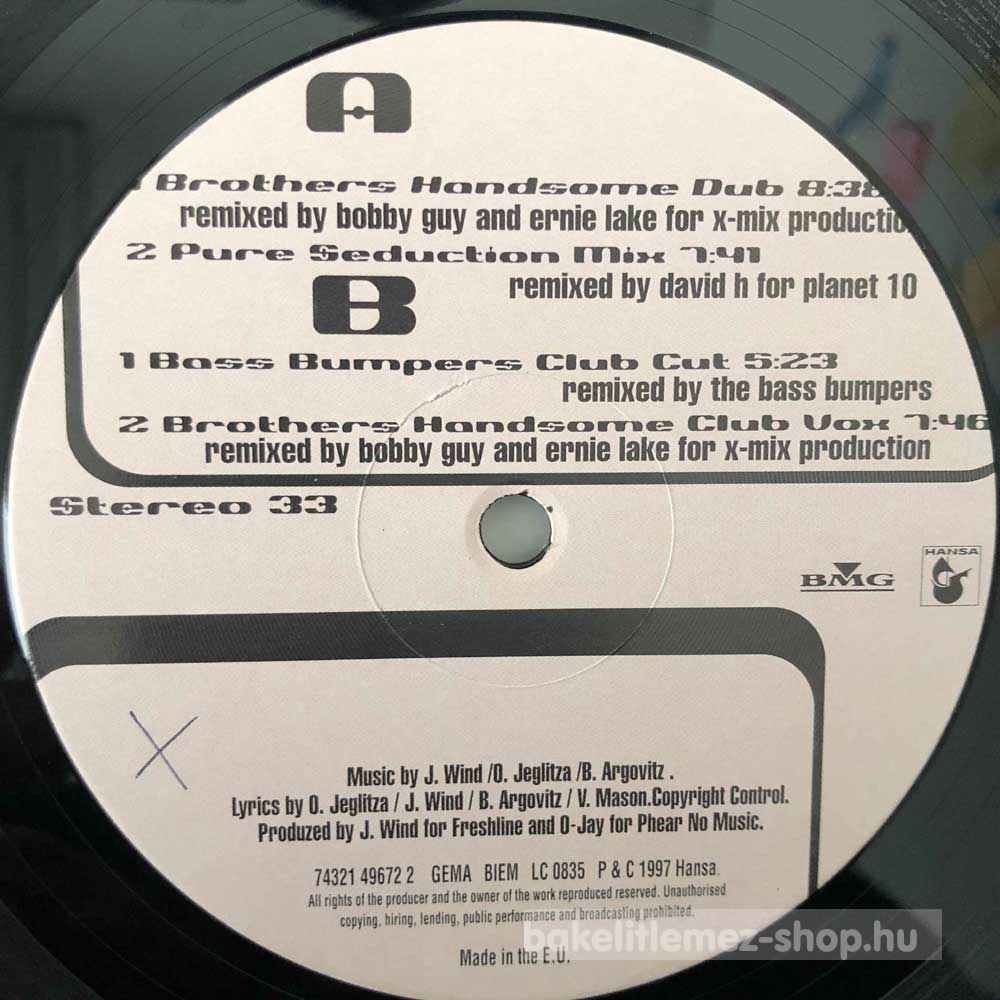 A
1 Brothers Handsome Dub 8:38
remixed by bobby guy and ernie lake for x-mix productio
2 Pure Seduction Mix 7:41
remixed by david h for planet 10
B
1 Bass Bumpers Club Cut 5:23
remixed by the bass bumpers
2 Brothers Handsome Club Vox 7:46
remixed by bobby guy and ernie lake for x-mix production
Stereo 33
BMG
HANSA
X
Music by J. Wind /O. Jeglitza /B. Argovitz .
Lyrics by O. Jeglitza / J. Wind / B. Argovitz / V. Mason.Copyright Control.
Produzed by J. Wind for Freshline and O-Jay for Phear No Music.
74321 49672 2 GEMA BIEM LC 0835 P & C 1997 Hansa.
All rights of the producer and the owner of the work reproduced reserved. Unauthorised
copying, hiring, lending, public performance and broadcasting prohibited.
bakelitlemez-shop.hu
Made in the E.U.